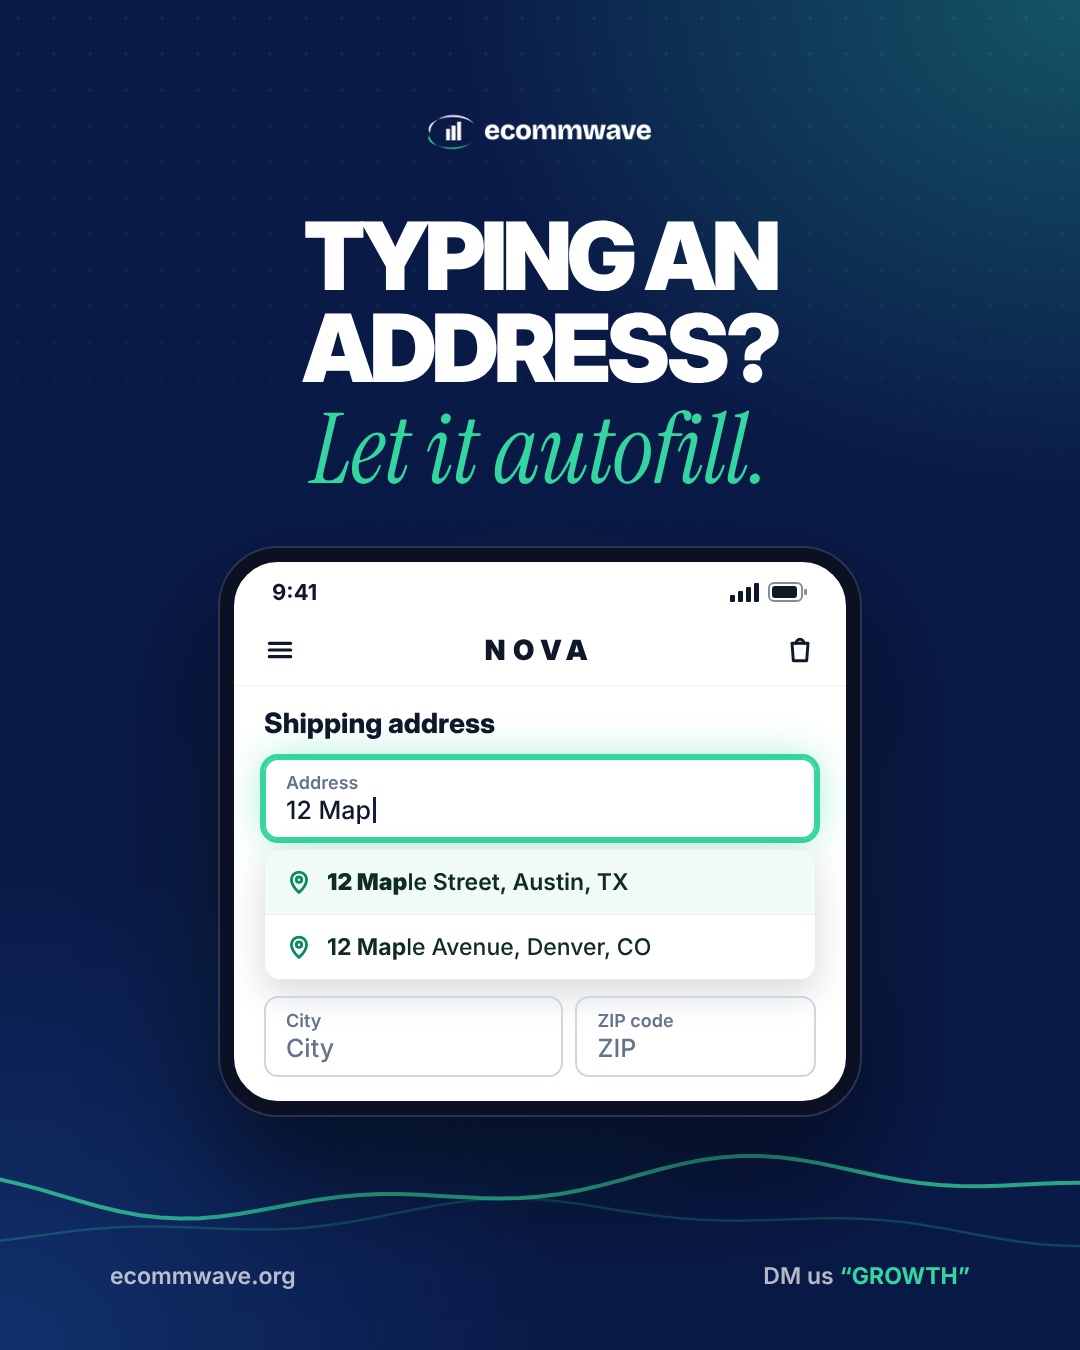 ecommwave
TYPING AN
ADDRESS?
Let it autofill.
9:41
NOVA
Shipping address
Address
12 Map
12 Maple Street, Austin, TX
12 Maple Avenue, Denver, CO
City
City
ZIP code
ZIP
ecommwave.org
DM us “GROWTH”